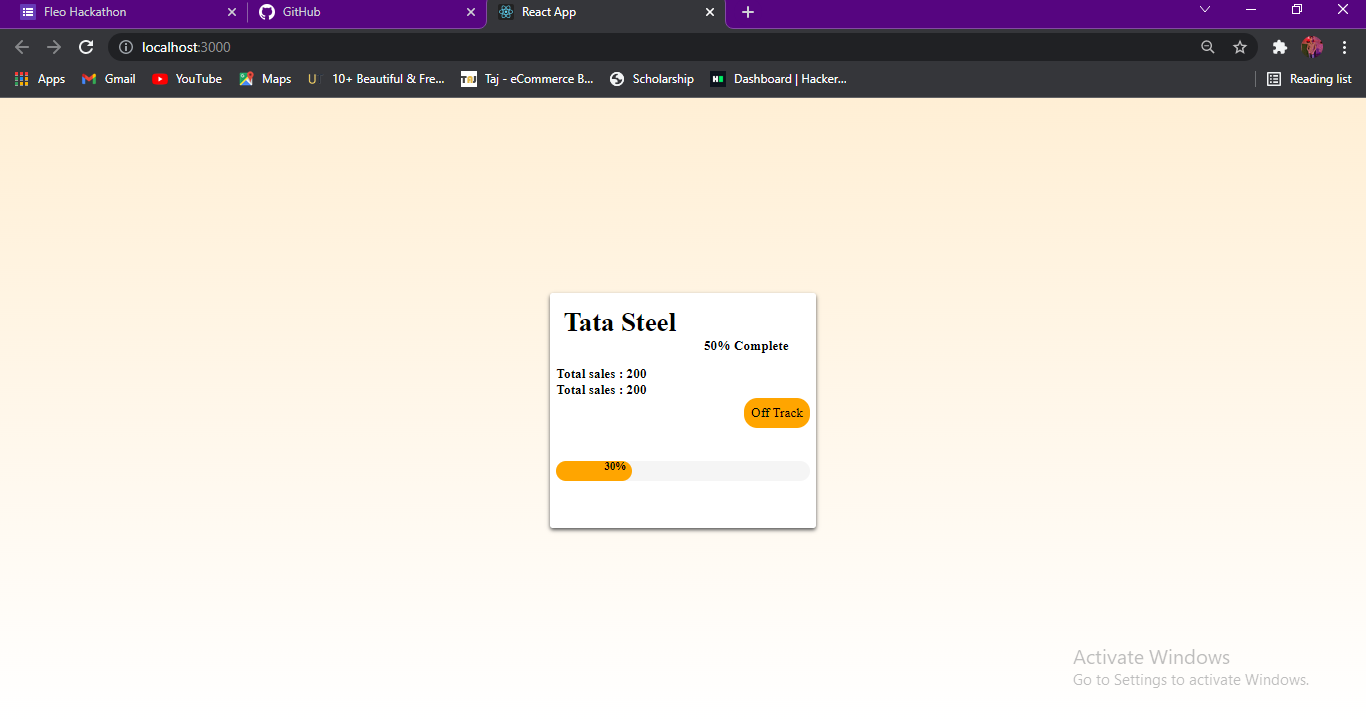 Fleo Hackathon GitHub React App
localhost:3000
Apps Gmail YouTube Maps U 10+ Beautiful & Fre... TAJ Taj - eCommerce B... Scholarship H Dashboard | Hacker... Reading list
Tata Steel
50% Complete
Total sales : 200
Total sales : 200
Off Track
30%
Activate Windows
Go to Settings to activate Windows.